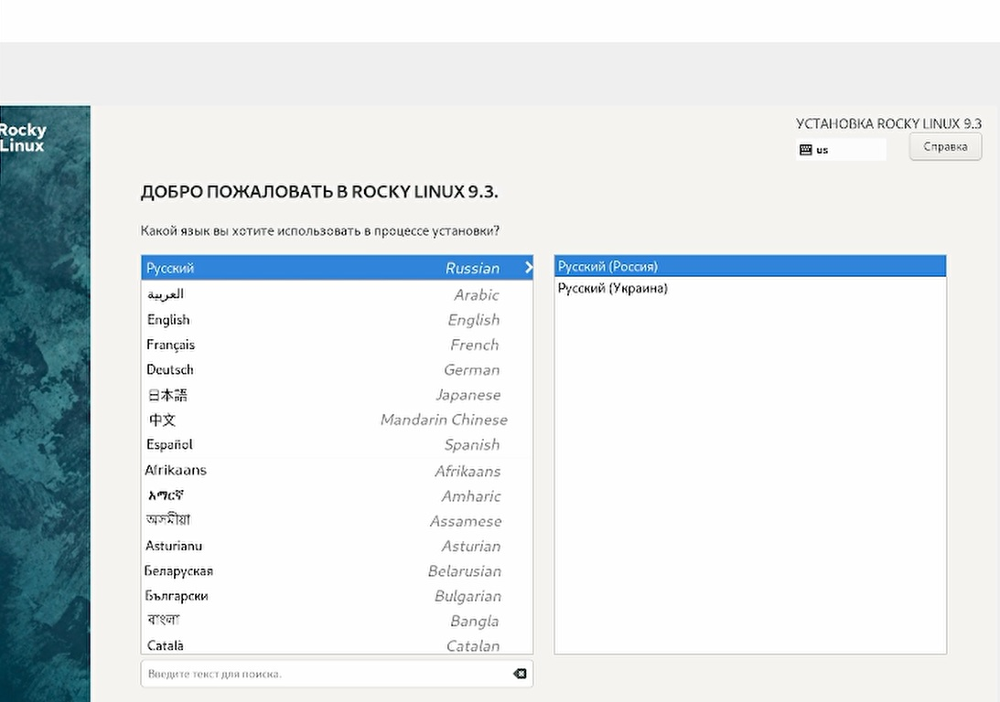 Rocky
Linux
УСТАНОВКА ROCKY LINUX 9.3
us
Справка
ДОБРО ПОЖАЛОВАТЬ В ROCKY LINUX 9.3.
Какой язык вы хотите использовать в процессе установки?
Русский Russian
العربية Arabic
English English
Français French
Deutsch German
日本語 Japanese
中文 Mandarin Chinese
Español Spanish
Afrikaans Afrikaans
አማርኛ Amharic
অসমীয়া Assamese
Asturianu Asturian
Беларуская Belarusian
Български Bulgarian
বাংলা Bangla
Català Catalan
Русский (Россия)
Русский (Украина)
Введите текст для поиска.